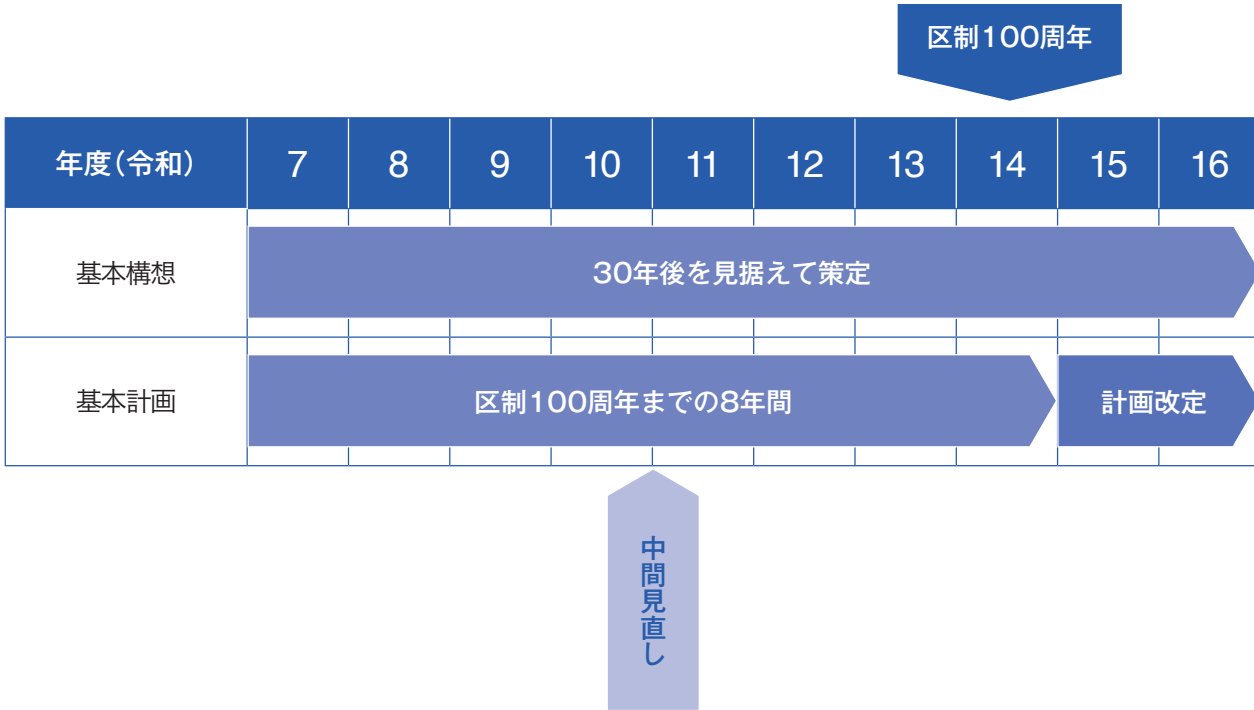 区制100周年
年度(令和) 7 8 9 10 11 12 13 14 15 16
基本構想 30年後を見据えて策定
基本計画 区制100周年までの8年間 計画改定
中間見直し